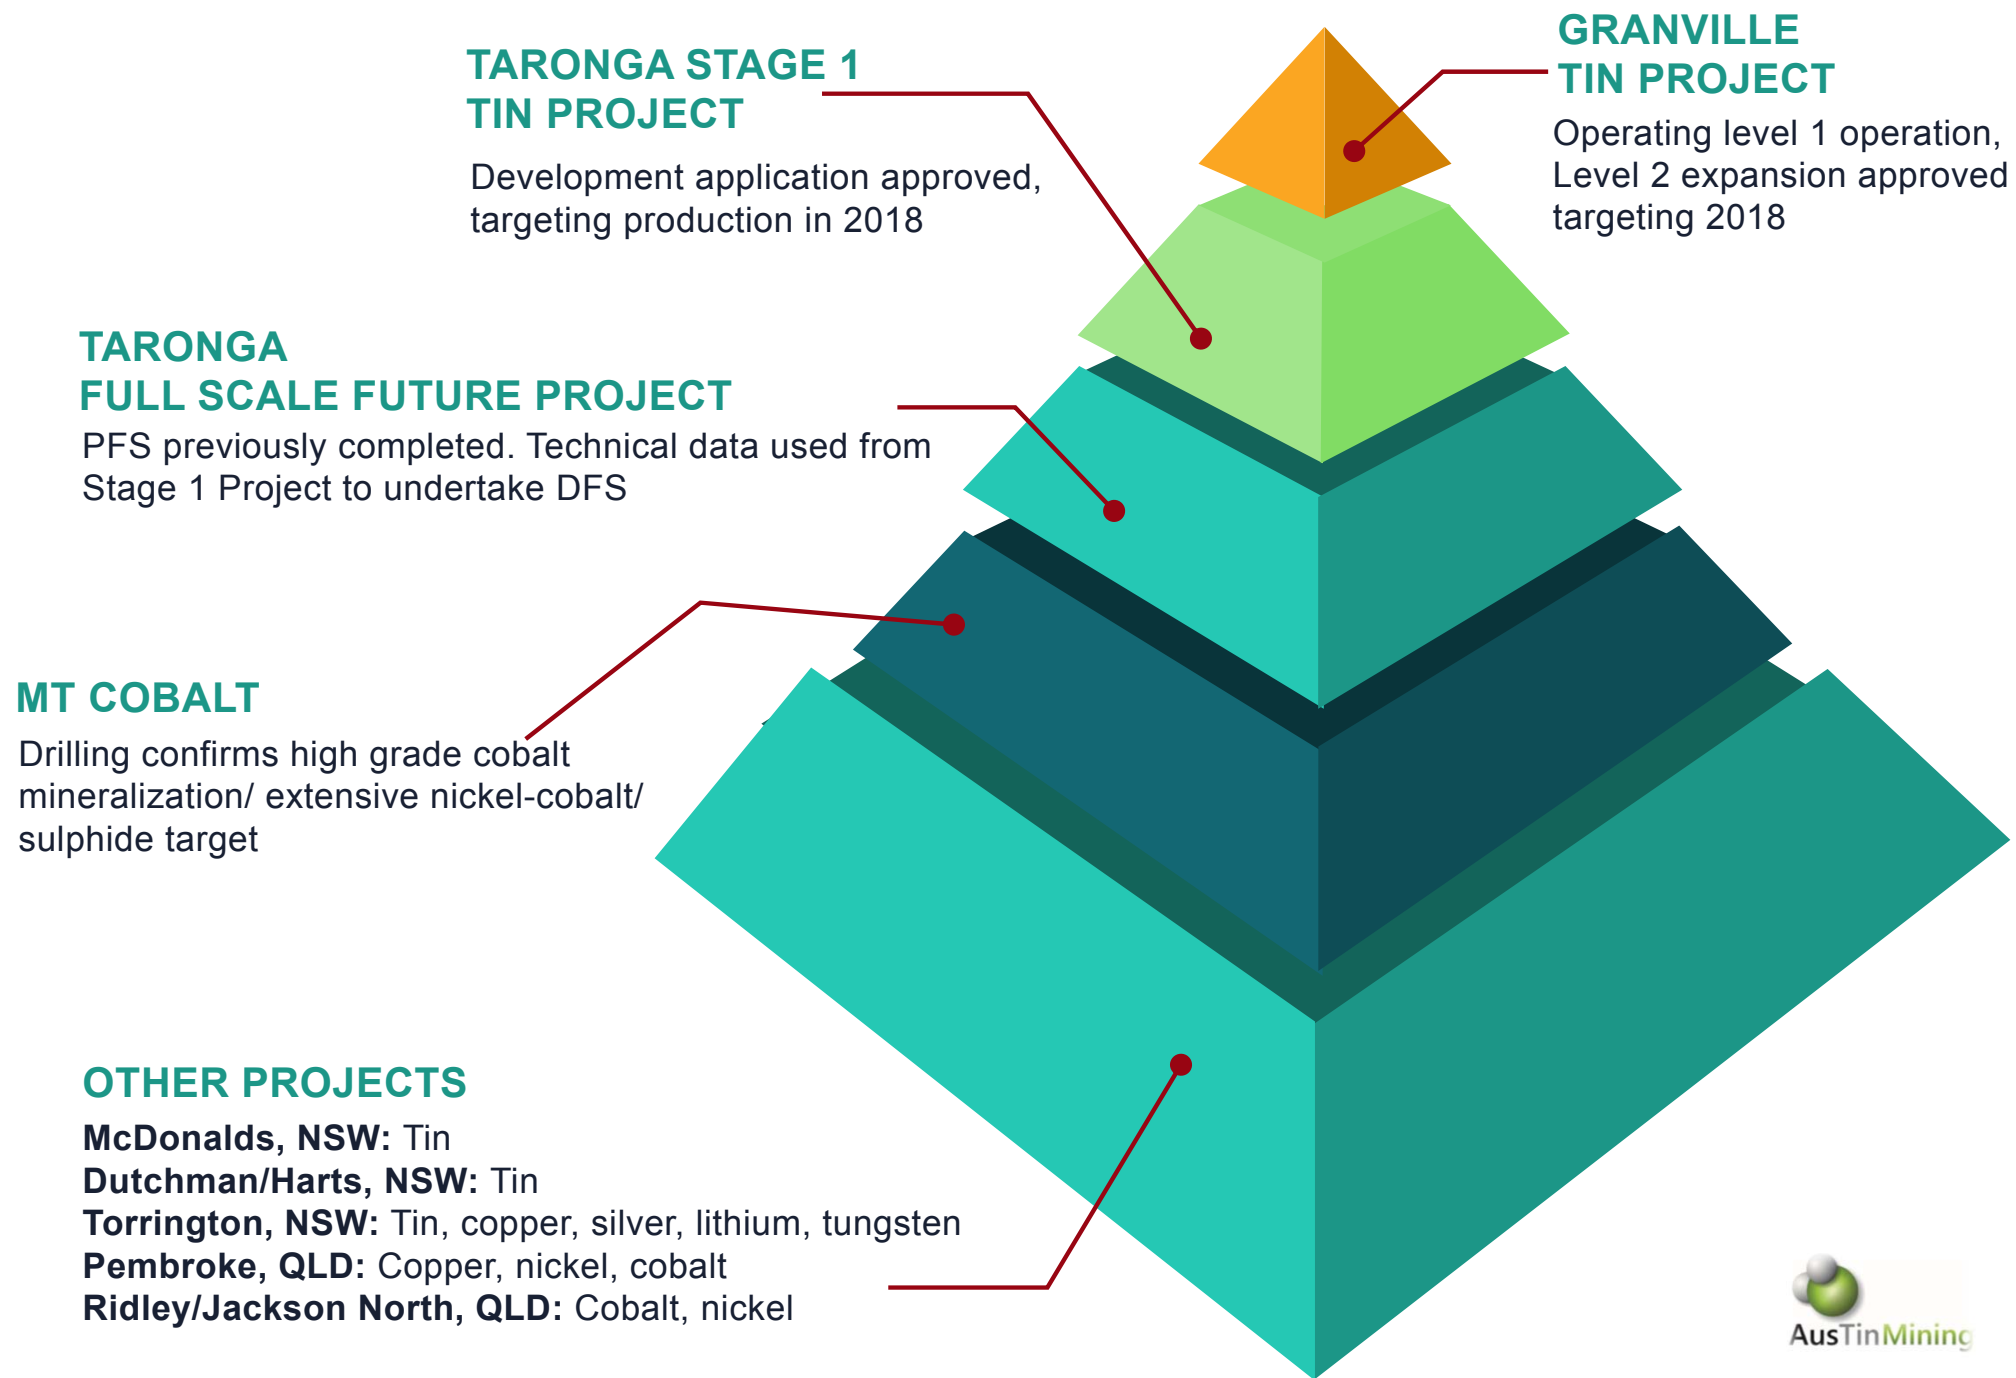 TARONGA STAGE 1
TIN PROJECT
Development application approved,
targeting production in 2018
GRANVILLE
TIN PROJECT
Operating level 1 operation,
Level 2 expansion approved
targeting 2018
TARONGA
FULL SCALE FUTURE PROJECT
PFS previously completed. Technical data used from
Stage 1 Project to undertake DFS
MT COBALT
Drilling confirms high grade cobalt
mineralization/ extensive nickel-cobalt/
sulphide target
OTHER PROJECTS
McDonalds, NSW: Tin
Dutchman/Harts, NSW: Tin
Torrington, NSW: Tin, copper, silver, lithium, tungsten
Pembroke, QLD: Copper, nickel, cobalt
Ridley/Jackson North, QLD: Cobalt, nickel
AusTinMining